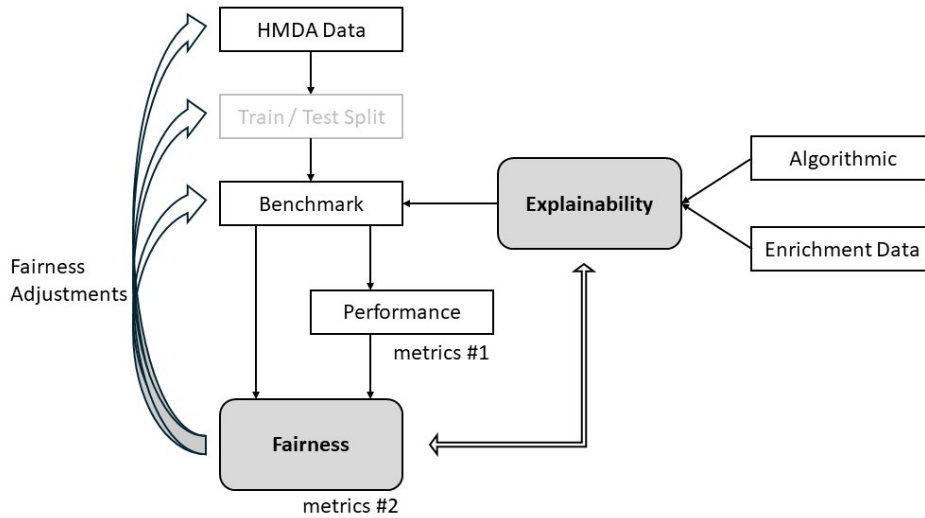 HMDA Data
Train / Test Split
Benchmark
Explainability
Algorithmic
Enrichment Data
Fairness
Adjustments
Performance
metrics #1
Fairness
metrics #2